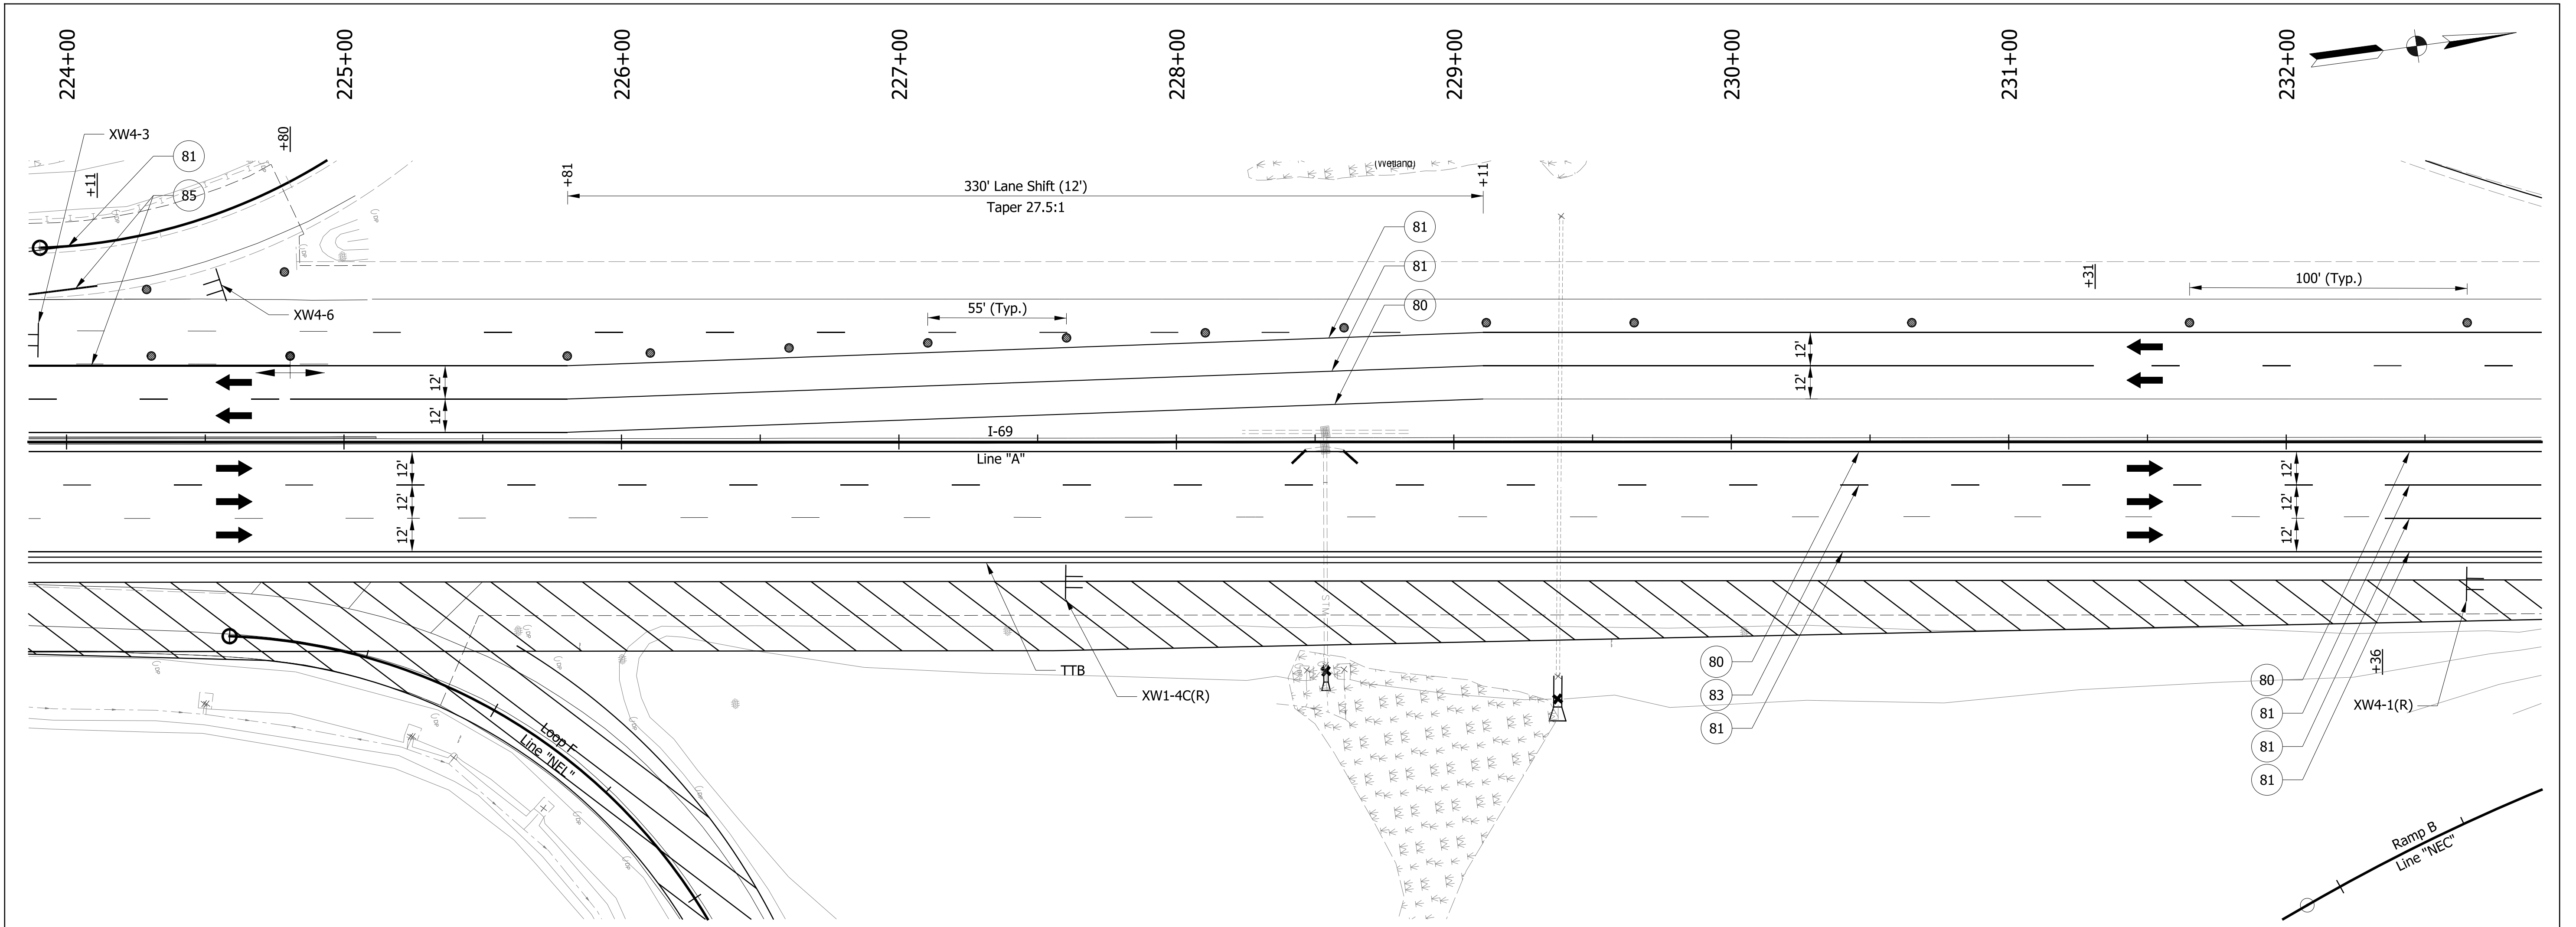 224+00
225+00
226+00
227+00
228+00
229+00
230+00
231+00
232+00
XW4-3
+11
+80
81
85
+81
330' Lane Shift (12')
Taper 27.5:1
(Wetland)
+11
81
81
80
+31
100' (Typ.)
55' (Typ.)
XW4-6
12'
12'
12'
12'
I-69
Line "A"
12'
12'
12'
12'
12'
12'
STM
TTB
XW1-4C(R)
80
83
81
+36
80
81
81
81
XW4-1(R)
Loop F
Line "NEL"
Ramp B
Line "NEC"